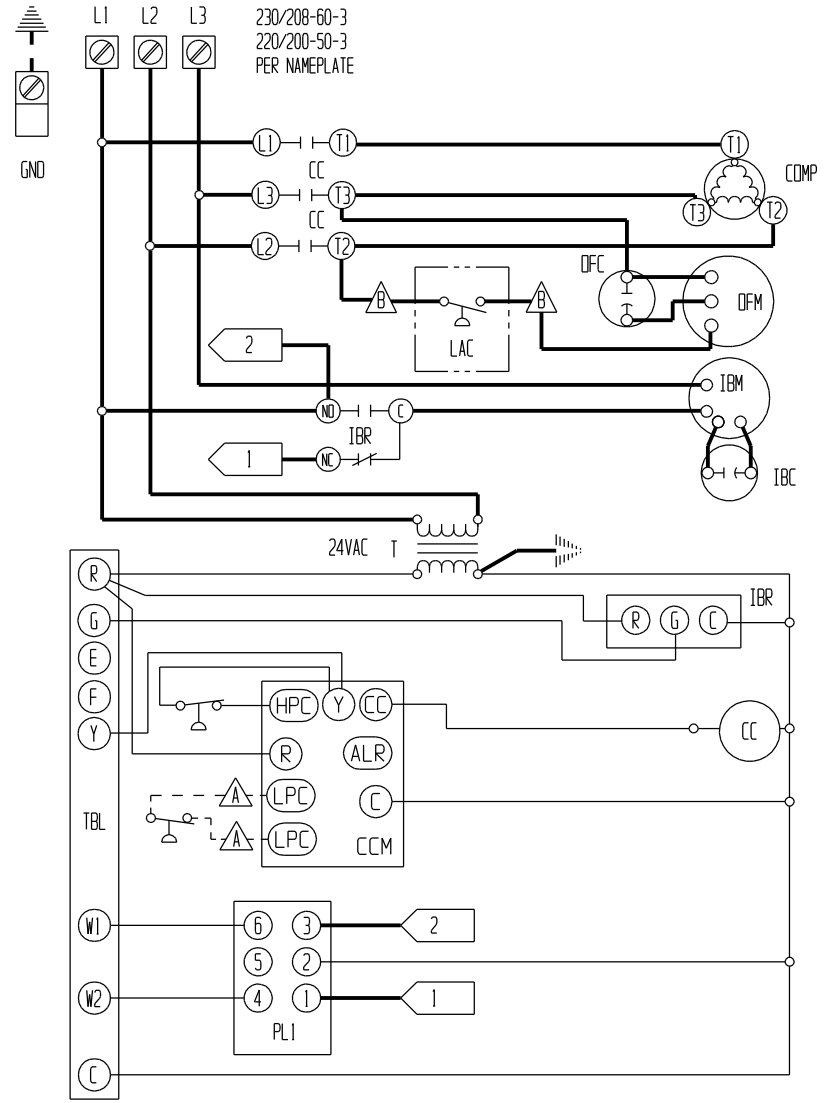 L1 L2 L3 230/208-60-3
220/200-50-3
PER NAMEPLATE
GND
L1 T1 T1
CC COMP
L3 T3 T3 T2
CC
L2 T2
OFC
B B OFM
2 LAC
IBM
NO C
IBR
1 NC
IBC
24VAC T
R IBR
G R G C
E
F
Y HPC Y CC CC
R ALR
A LPC C
TBL
A LPC CCM
W1 6 3 2
5 2
W2 4 1 1
PL1
C